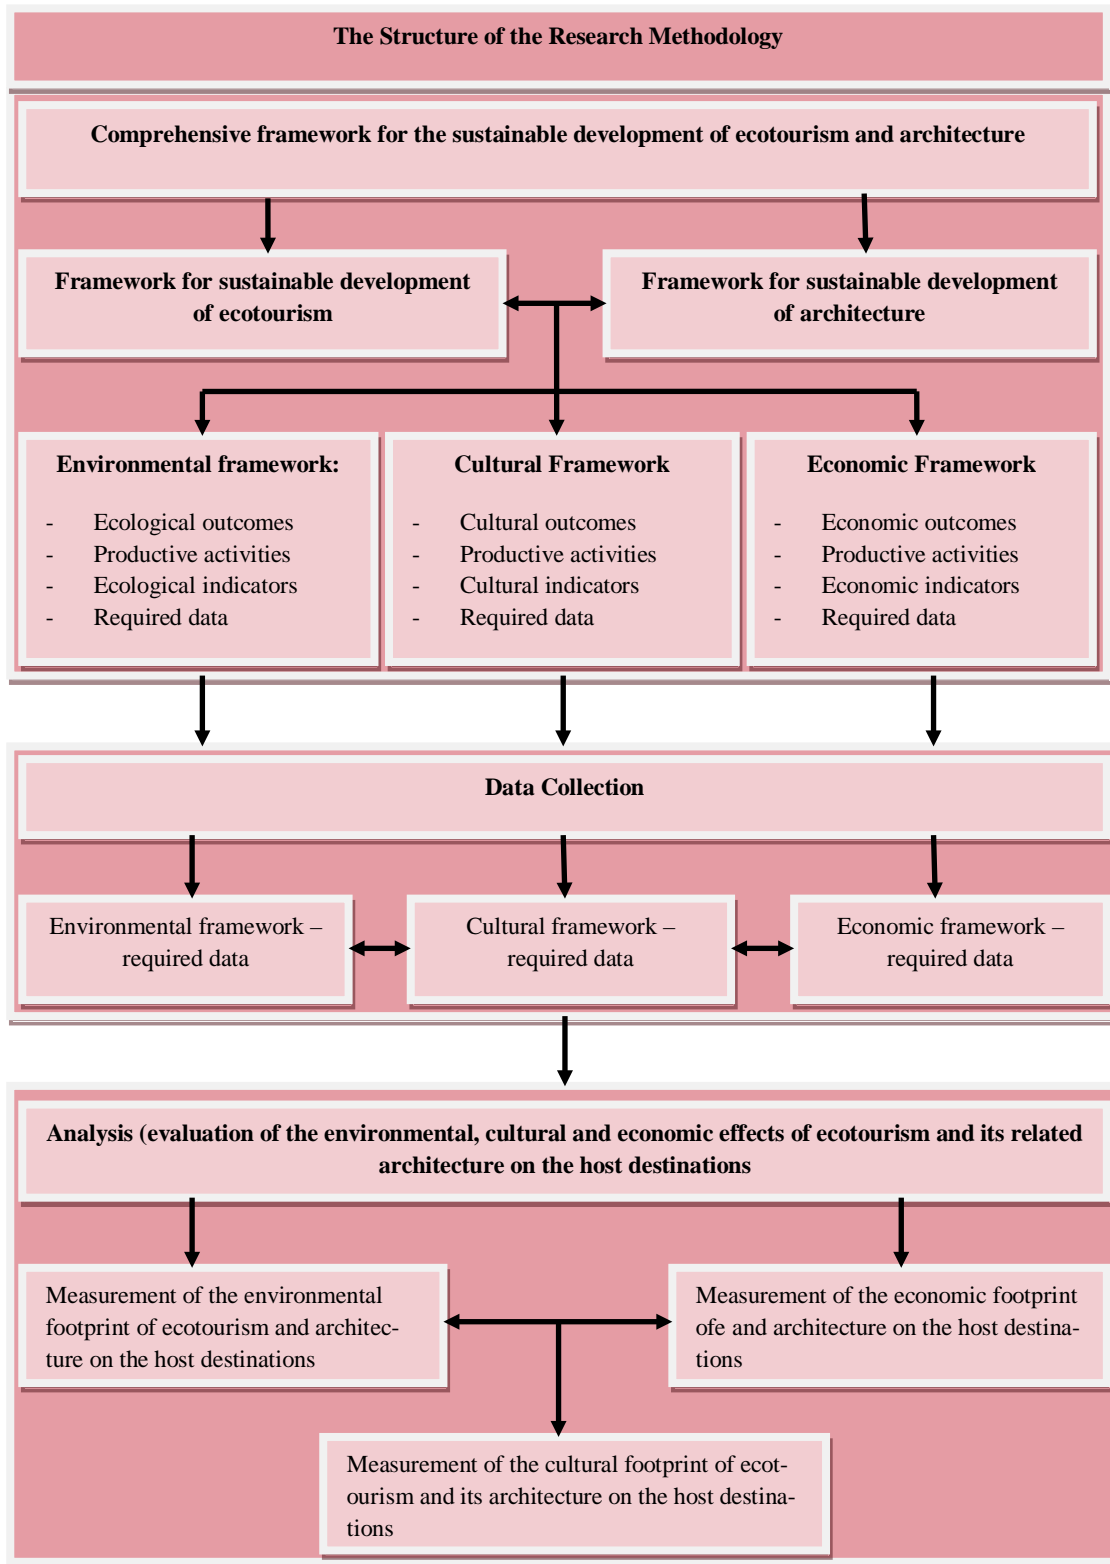 The Structure of the Research Methodology
Comprehensive framework for the sustainable development of ecotourism and architecture
Framework for sustainable development
of ecotourism
Framework for sustainable development
of architecture
Environmental framework:
- Ecological outcomes
- Productive activities
- Ecological indicators
- Required data
Cultural Framework
- Cultural outcomes
- Productive activities
- Cultural indicators
- Required data
Economic Framework
- Economic outcomes
- Productive activities
- Economic indicators
- Required data
Data Collection
Environmental framework –
required data
Cultural framework –
required data
Economic framework –
required data
Analysis (evaluation of the environmental, cultural and economic effects of ecotourism and its related
architecture on the host destinations
Measurement of the environmental
footprint of ecotourism and architec-
ture on the host destinations
Measurement of the economic footprint
ofe and architecture on the host destina-
tions
Measurement of the cultural footprint of ecot-
ourism and its architecture on the host destina-
tions